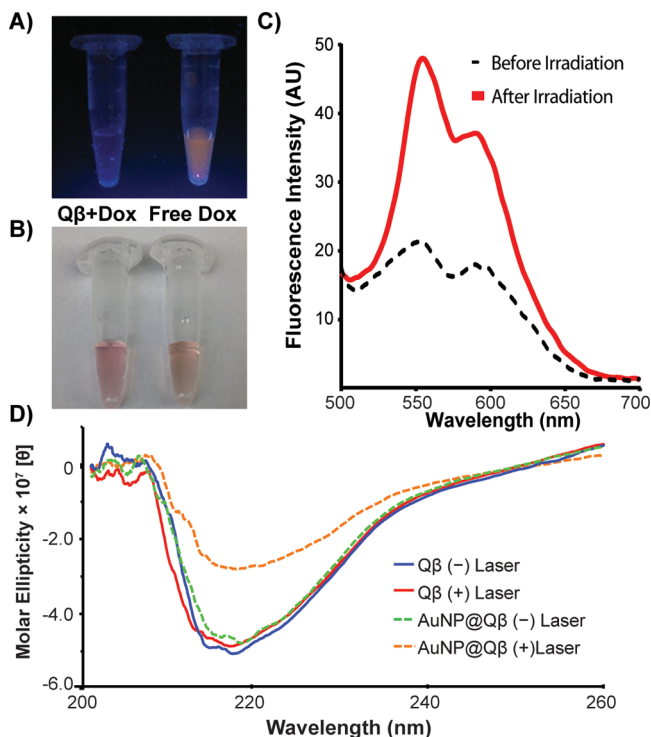 A)
Qβ+Dox Free Dox
B)
C)
Fluorescence Intensity (AU)
50
40
30
20
10
Before Irradiation
After Irradiation
500 550 600 650 700
Wavelength (nm)
D)
Molar Ellipticity × 10⁷ [θ]
0
-2.0
-4.0
-6.0
Qβ (−) Laser
Qβ (+) Laser
AuNP@Qβ (−) Laser
AuNP@Qβ (+)Laser
200 220 240 260
Wavelength (nm)